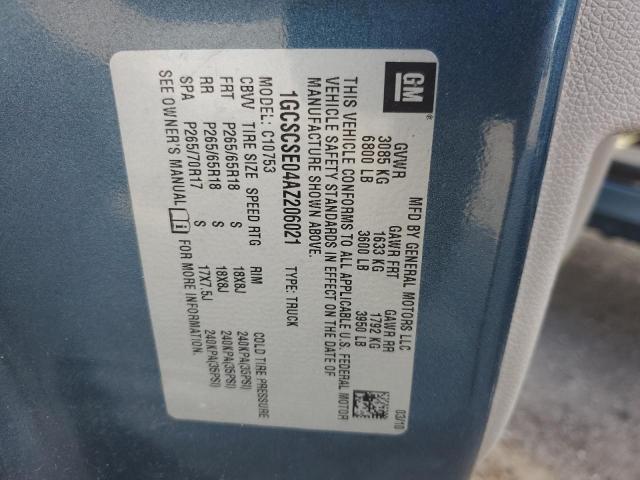 GM
®
MFD BY GENERAL MOTORS LLC 03/10
GVWR GAWR FRT GAWR RR
3085 KG 1633 KG 1792 KG
6800 LB 3600 LB 3950 LB
THIS VEHICLE CONFORMS TO ALL APPLICABLE U.S. FEDERAL MOTOR
VEHICLE SAFETY STANDARDS IN EFFECT ON THE DATE OF
MANUFACTURE SHOWN ABOVE.
1GCSCSE04AZ206021 TYPE: TRUCK
MODEL: C10753
CBVV TIRE SIZE SPEED RTG RIM COLD TIRE PRESSURE
FRT P265/65R18 S 18X8J 240KPA(35PSI)
RR P265/65R18 S 18X8J 240KPA(35PSI)
SPA P265/70R17 S 17X7.5J 240KPA(35PSI)
SEE OWNER'S MANUAL FOR MORE INFORMATION.